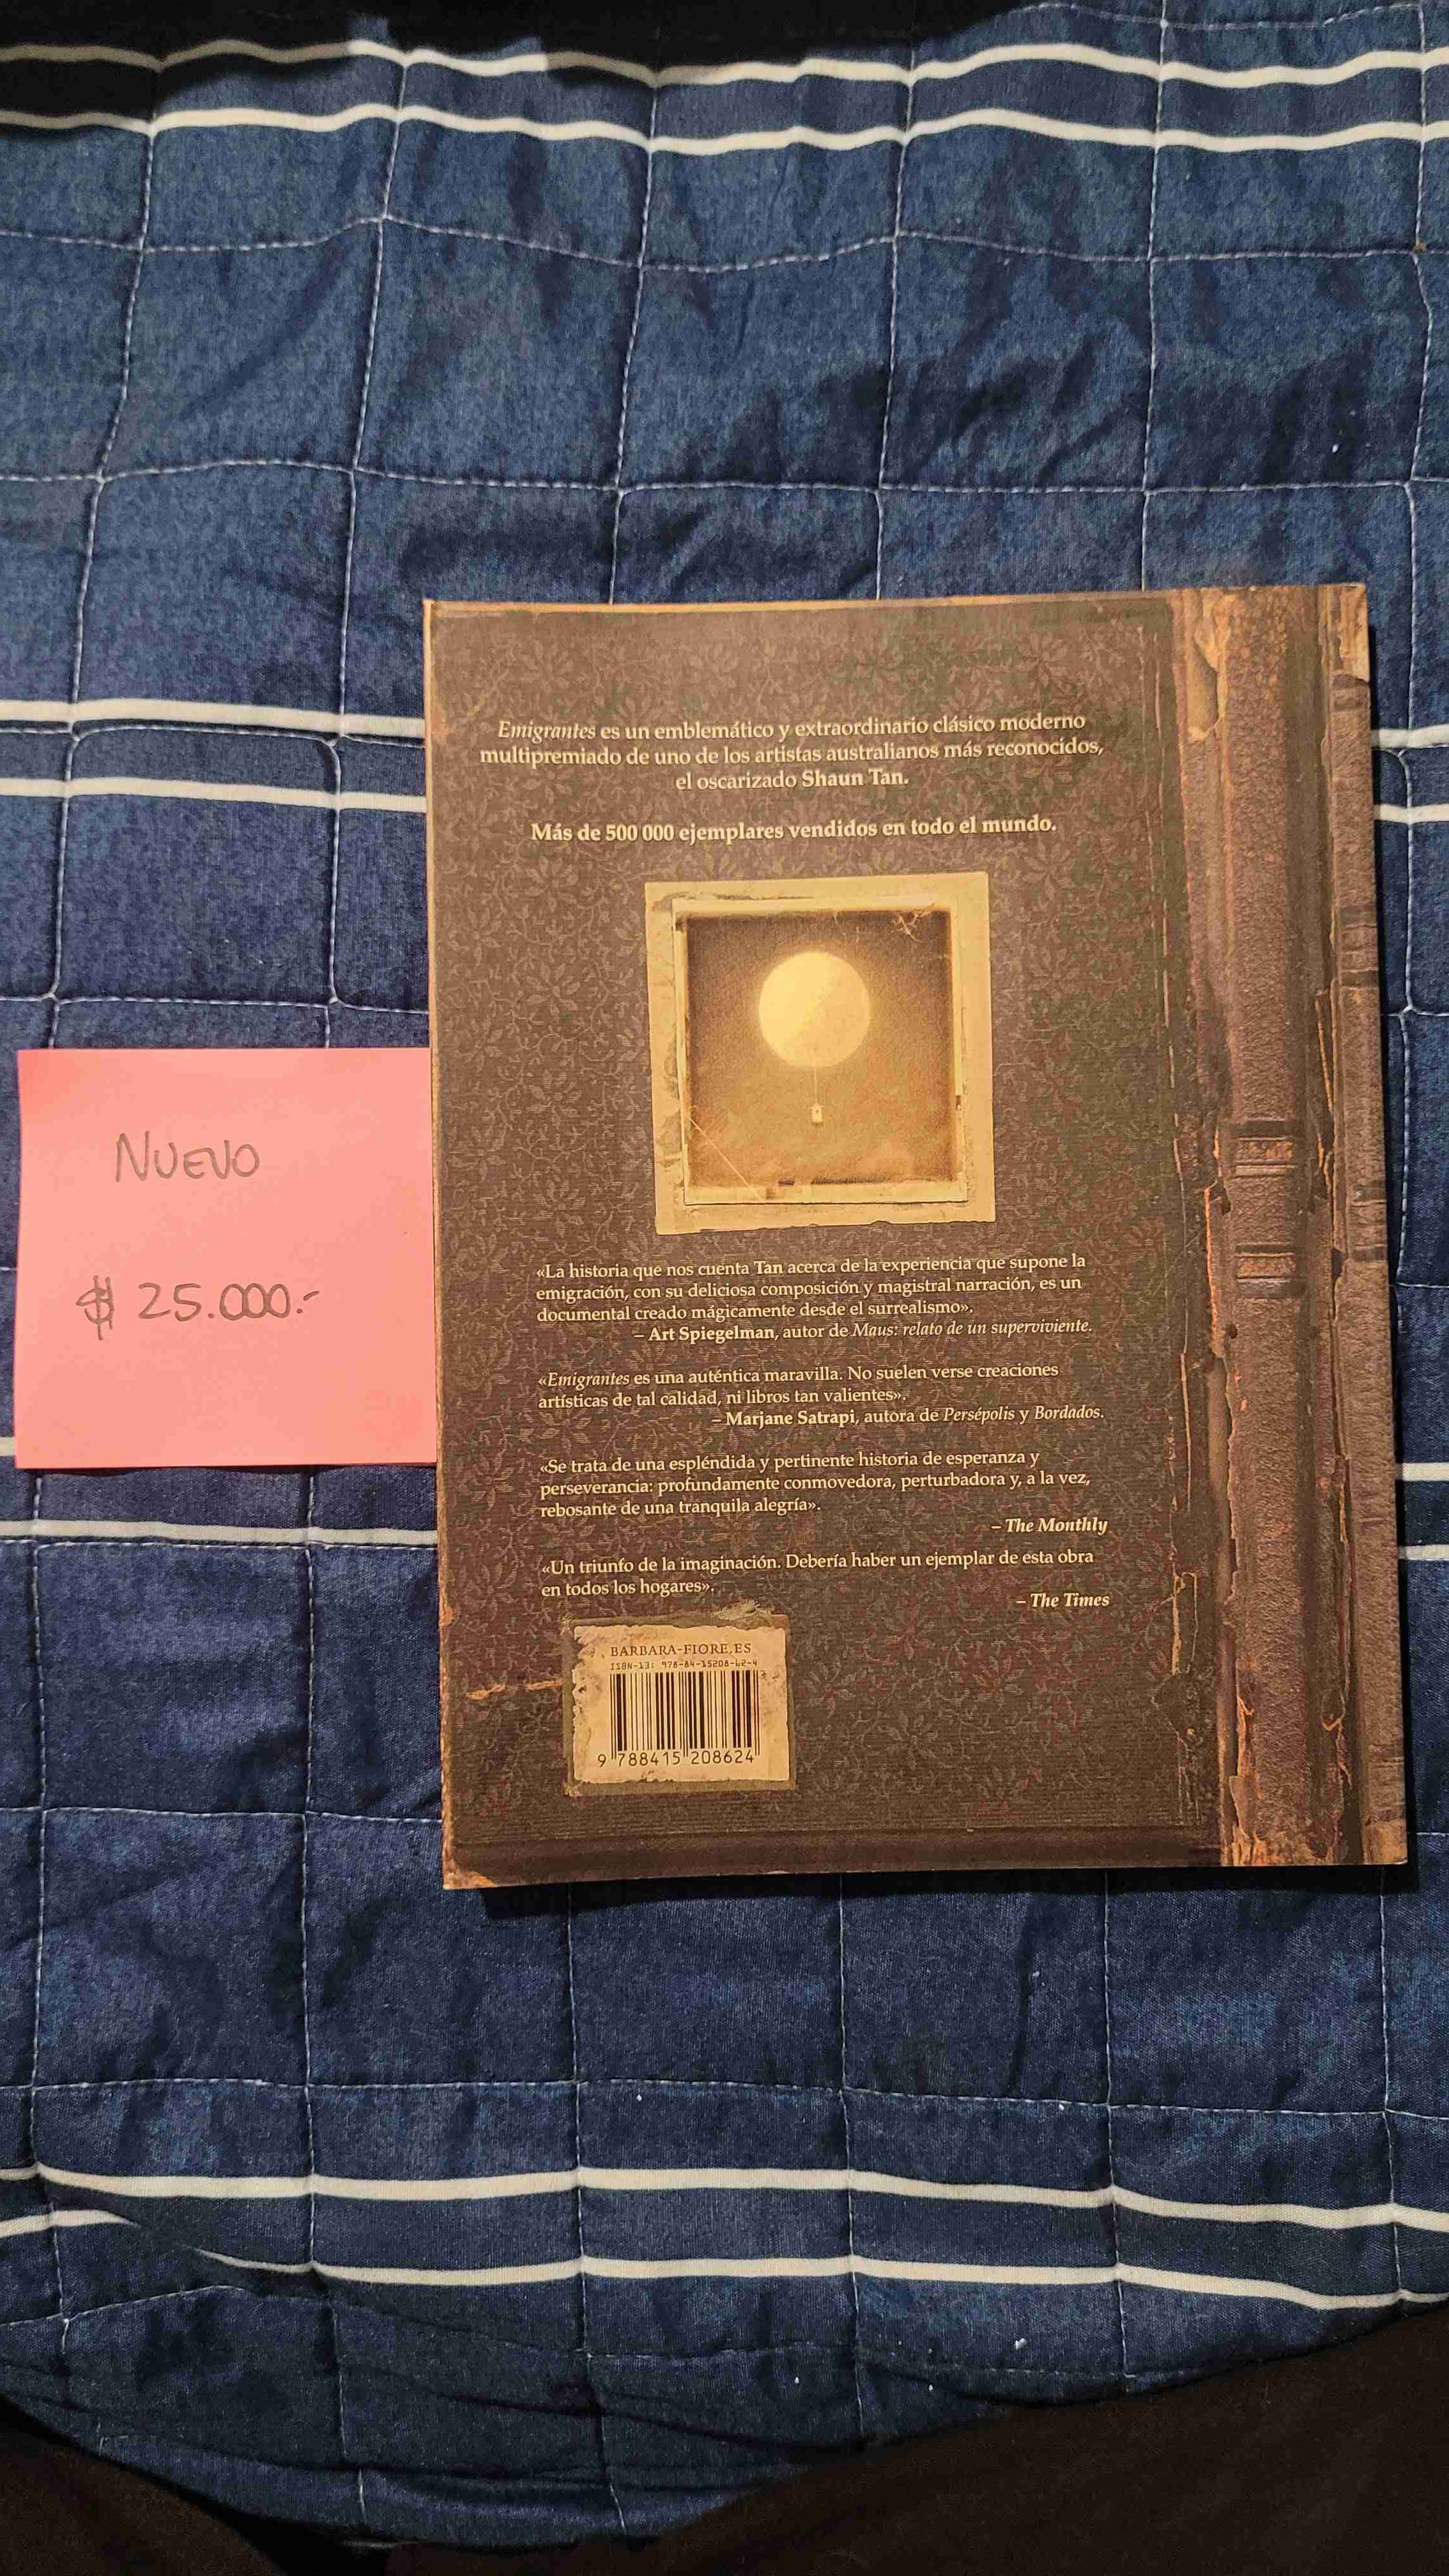 NUEVO
$ 25.000.-
Emigrantes es un emblemático y extraordinario clásico moderno
multipremiado de uno de los artistas australianos más reconocidos,
el oscarizado Shaun Tan.
Más de 500 000 ejemplares vendidos en todo el mundo.
«La historia que nos cuenta Tan acerca de la experiencia que supone la
emigración, con su deliciosa composición y magistral narración, es un
documental creado mágicamente desde el surrealismo».
– Art Spiegelman, autor de Maus: relato de un superviviente.
«Emigrantes es una auténtica maravilla. No suelen verse creaciones
artísticas de tal calidad, ni libros tan valientes».
– Marjane Satrapi, autora de Persépolis y Bordados.
«Se trata de una espléndida y pertinente historia de esperanza y
perseverancia: profundamente conmovedora, perturbadora y, a la vez,
rebosante de una tranquila alegría».
– The Monthly
«Un triunfo de la imaginación. Debería haber un ejemplar de esta obra
en todos los hogares».
– The Times
BARBARA-FIORE.ES
ISBN-13: 978-84-15208-62-4
9 788415 208624